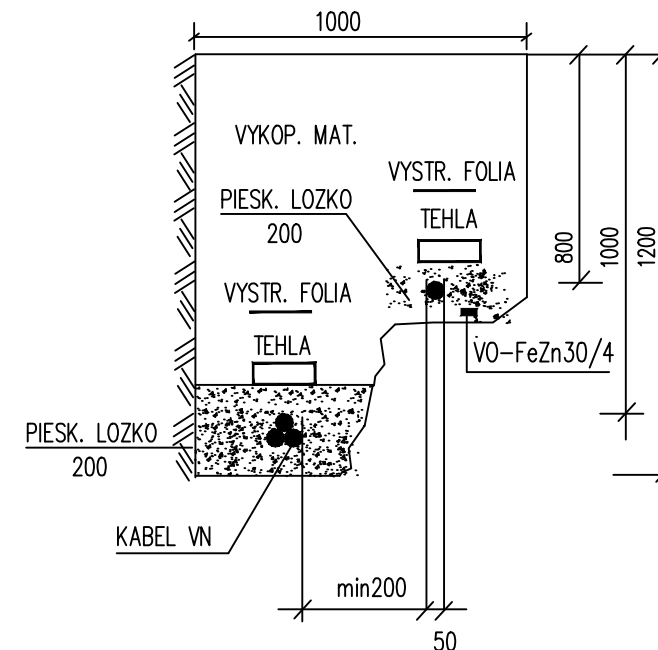 1000
VYKOP. MAT.
VYSTR. FOLIA
PIESK. LOZKO
200
TEHLA
800
1000
1200
VYSTR. FOLIA
TEHLA
VO-FeZn30/4
PIESK. LOZKO
200
KABEL VN
min200
50